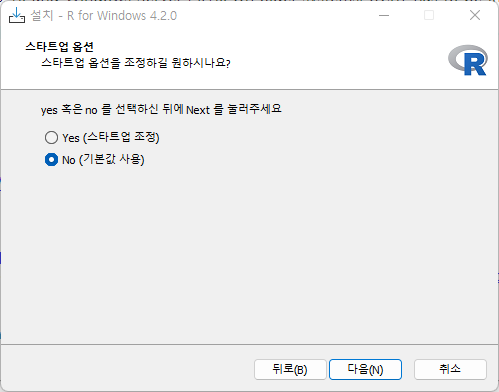 설치 - R for Windows 4.2.0
스타트업 옵션
스타트업 옵션을 조정하길 원하시나요?
R
yes 혹은 no 를 선택하신 뒤에 Next 를 눌러주세요
Yes (스타트업 조정)
No (기본값 사용)
뒤로(B) 다음(N) 취소